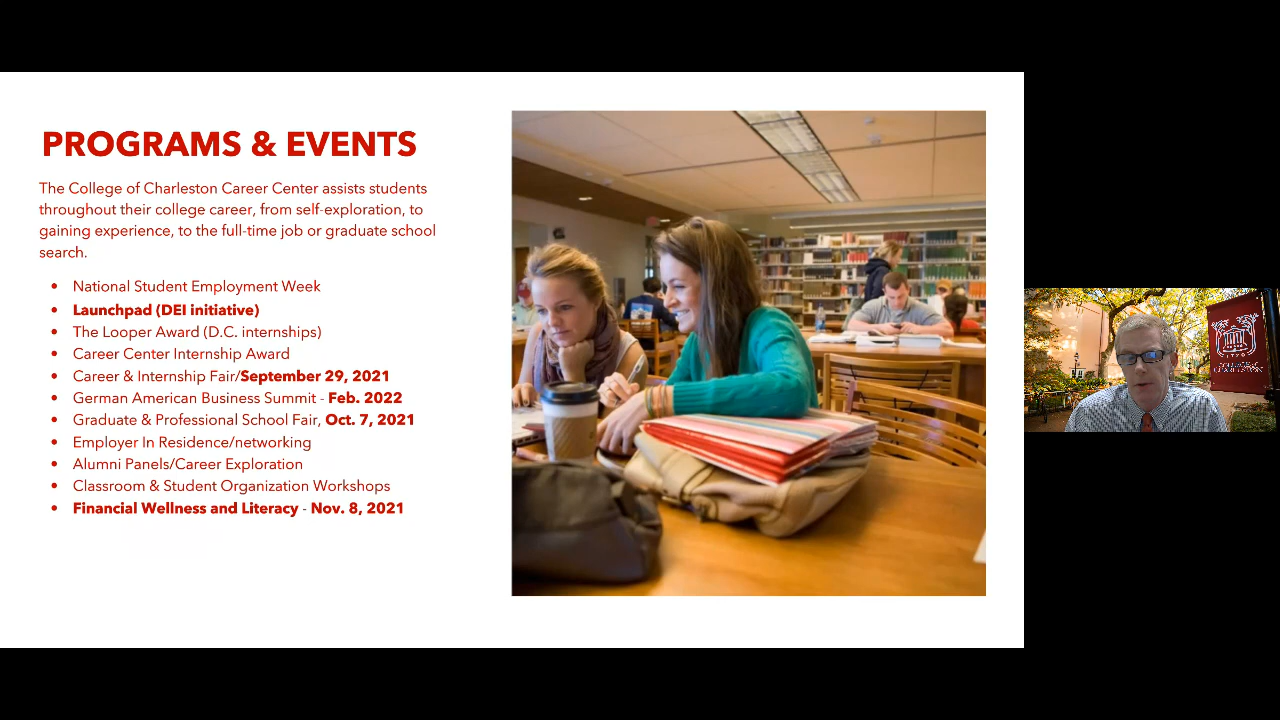 PROGRAMS & EVENTS
The College of Charleston Career Center assists students
throughout their college career, from self-exploration, to
gaining experience, to the full-time job or graduate school
search.
• National Student Employment Week
• Launchpad (DEI initiative)
• The Looper Award (D.C. internships)
• Career Center Internship Award
• Career & Internship Fair/September 29, 2021
• German American Business Summit - Feb. 2022
• Graduate & Professional School Fair, Oct. 7, 2021
• Employer In Residence/networking
• Alumni Panels/Career Exploration
• Classroom & Student Organization Workshops
• Financial Wellness and Literacy - Nov. 8, 2021
1770
COLLEGE of
CHARLESTON